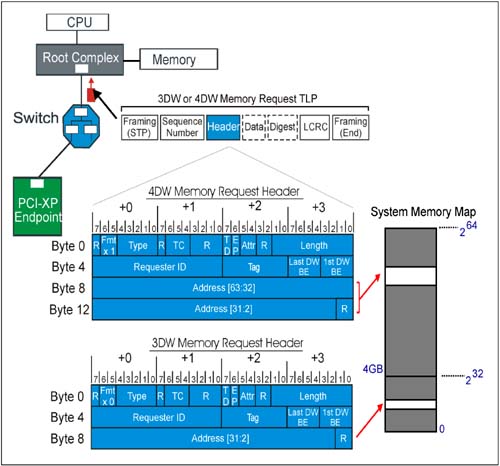 CPU
Root Complex
Memory
Switch
3DW or 4DW Memory Request TLP
Framing (STP)
Sequence Number
Header
Data
Digest
LCRC
Framing (End)
PCI-XP Endpoint
4DW Memory Request Header
+0 +1 +2 +3
7 6 5 4 3 2 1 0 7 6 5 4 3 2 1 0 7 6 5 4 3 2 1 0 7 6 5 4 3 2 1 0
Byte 0 R Fmt x 1 Type R TC R T D E P Attr R Length
Byte 4 Requester ID Tag Last DW BE 1st DW BE
Byte 8 Address [63:32]
Byte 12 Address [31:2] R
System Memory Map
2 64
4GB
2 32
0
3DW Memory Request Header
+0 +1 +2 +3
7 6 5 4 3 2 1 0 7 6 5 4 3 2 1 0 7 6 5 4 3 2 1 0 7 6 5 4 3 2 1 0
Byte 0 R Fmt x 0 Type R TC R T D E P Attr R Length
Byte 4 Requester ID Tag Last DW BE 1st DW BE
Byte 8 Address [31:2] R